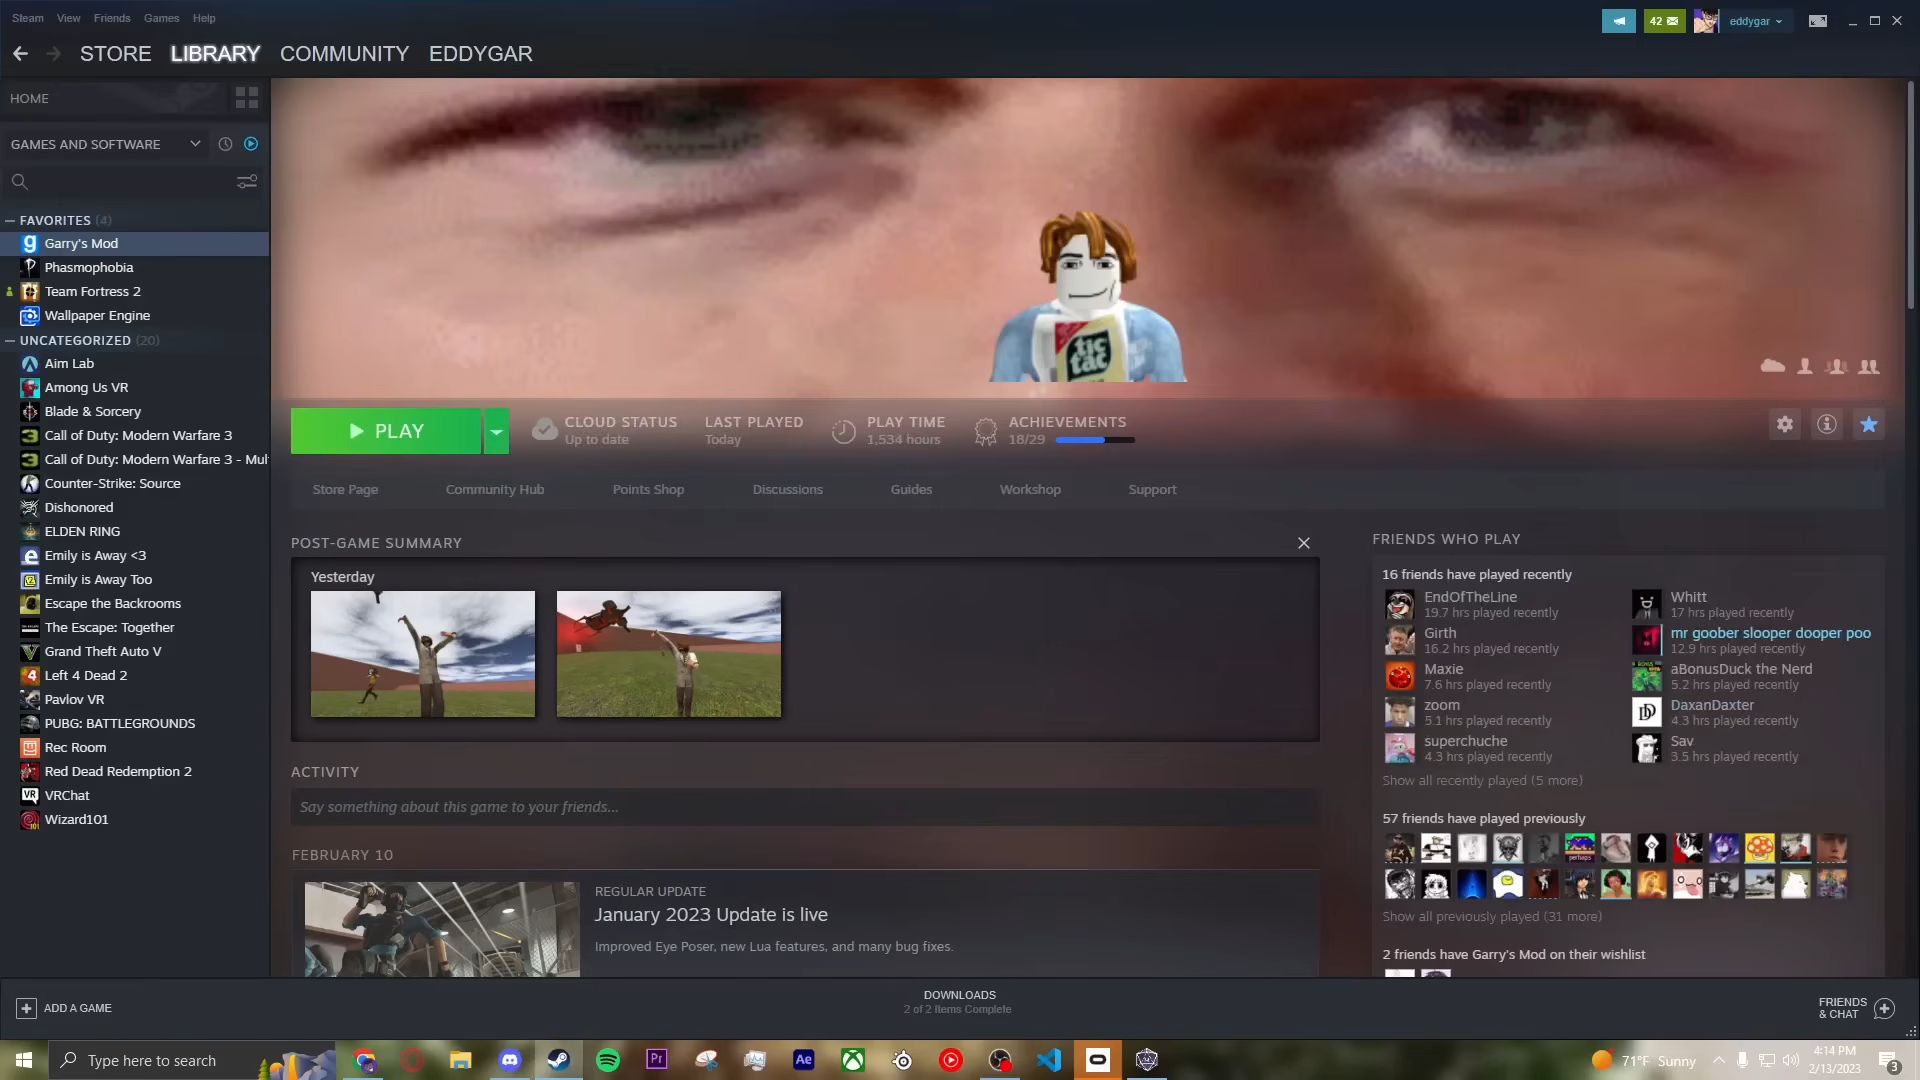 Steam View Friends Games Help
42 eddygar
STORE LIBRARY COMMUNITY EDDYGAR
HOME
GAMES AND SOFTWARE
FAVORITES (4)
Garry's Mod
Phasmophobia
Team Fortress 2
Wallpaper Engine
UNCATEGORIZED (20)
Aim Lab
Among Us VR
Blade & Sorcery
Call of Duty: Modern Warfare 3
Call of Duty: Modern Warfare 3 - Mul
Counter-Strike: Source
Dishonored
ELDEN RING
Emily is Away <3
Emily is Away Too
Escape the Backrooms
The Escape: Together
Grand Theft Auto V
Left 4 Dead 2
Pavlov VR
PUBG: BATTLEGROUNDS
Rec Room
Red Dead Redemption 2
VRChat
Wizard101
tic
tac
PLAY
CLOUD STATUS
Up to date
LAST PLAYED
Today
PLAY TIME
1,534 hours
ACHIEVEMENTS
18/29
Store Page Community Hub Points Shop Discussions Guides Workshop Support
POST-GAME SUMMARY
Yesterday
ACTIVITY
Say something about this game to your friends...
FEBRUARY 10
REGULAR UPDATE
January 2023 Update is live
Improved Eye Poser, new Lua features, and many bug fixes.
FRIENDS WHO PLAY
16 friends have played recently
EndOfTheLine
19.7 hrs played recently
Whitt
17 hrs played recently
Girth
16.2 hrs played recently
mr goober slooper dooper poo
12.9 hrs played recently
Maxie
7.6 hrs played recently
aBonusDuck the Nerd
5.2 hrs played recently
zoom
5.1 hrs played recently
DaxanDaxter
4.3 hrs played recently
superchuche
4.3 hrs played recently
Sav
3.5 hrs played recently
Show all recently played (5 more)
57 friends have played previously
perhaps
Show all previously played (31 more)
2 friends have Garry's Mod on their wishlist
ADD A GAME
DOWNLOADS
2 of 2 Items Complete
FRIENDS
& CHAT
Type here to search
Pr
Ae
71°F Sunny
4:14 PM
2/13/2023
3